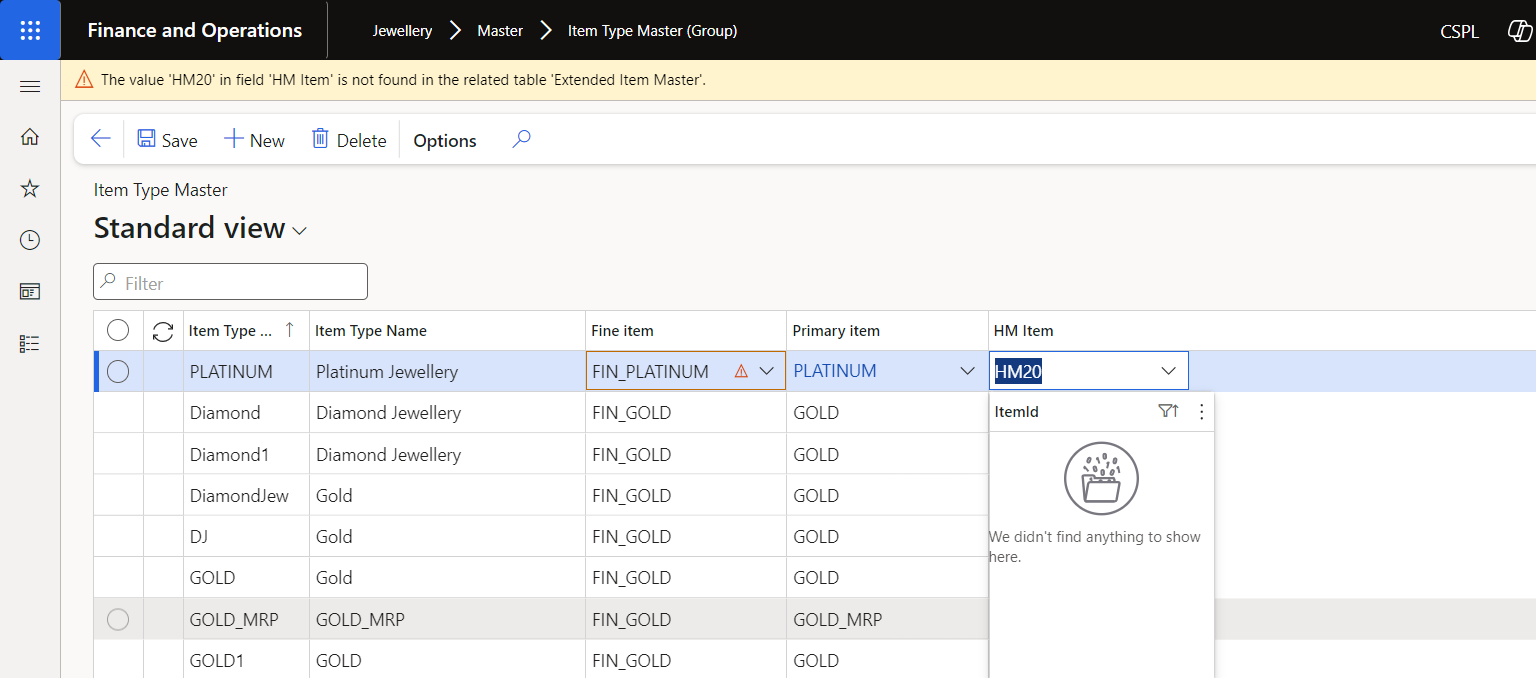 Finance and Operations Jewellery Master Item Type Master (Group) CSPL
The value 'HM20' in field 'HM Item' is not found in the related table 'Extended Item Master'.
Save New Delete Options
Item Type Master
Standard view
Filter
Item Type ... Item Type Name Fine item Primary item HM Item
PLATINUM Platinum Jewellery FIN_PLATINUM PLATINUM HM20
Diamond Diamond Jewellery FIN_GOLD GOLD ItemId
Diamond1 Diamond Jewellery FIN_GOLD GOLD
DiamondJew Gold FIN_GOLD GOLD
DJ Gold FIN_GOLD GOLD We didn't find anything to show
here.
GOLD Gold FIN_GOLD GOLD
GOLD_MRP GOLD_MRP FIN_GOLD GOLD_MRP
GOLD1 GOLD FIN_GOLD GOLD